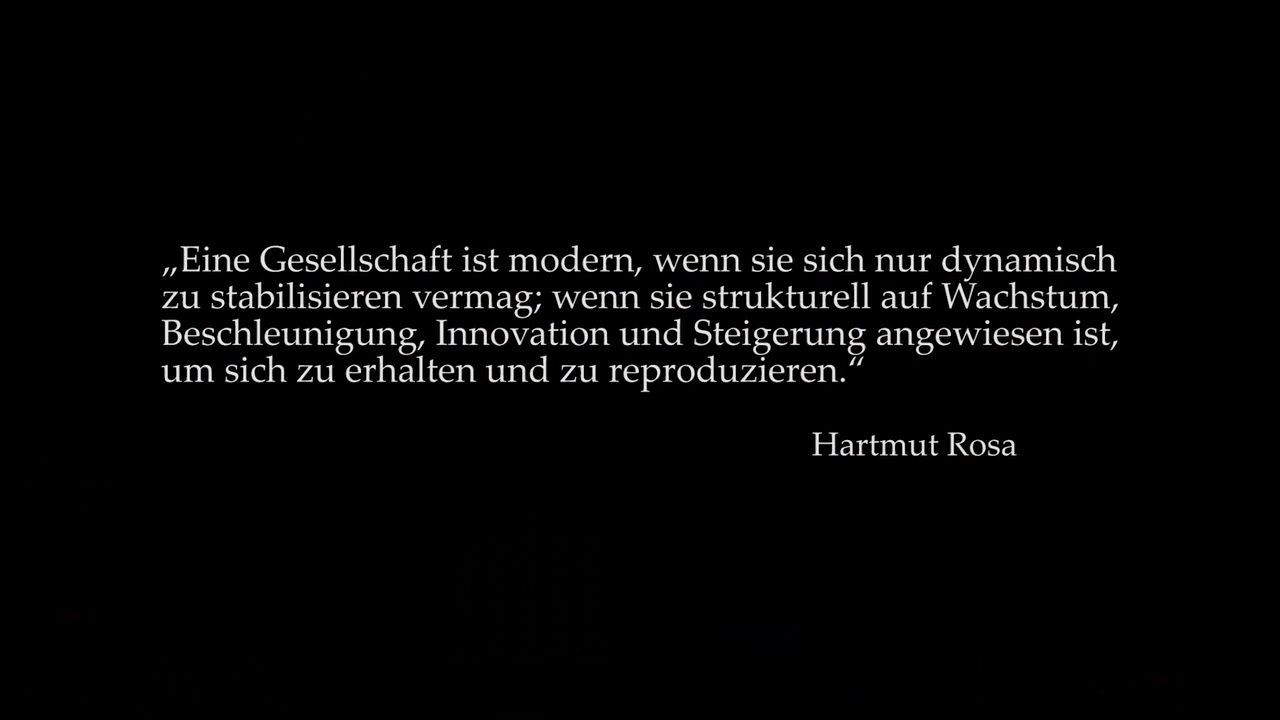 „Eine Gesellschaft ist modern, wenn sie sich nur dynamisch
zu stabilisieren vermag; wenn sie strukturell auf Wachstum,
Beschleunigung, Innovation und Steigerung angewiesen ist,
um sich zu erhalten und zu reproduzieren.“
Hartmut Rosa